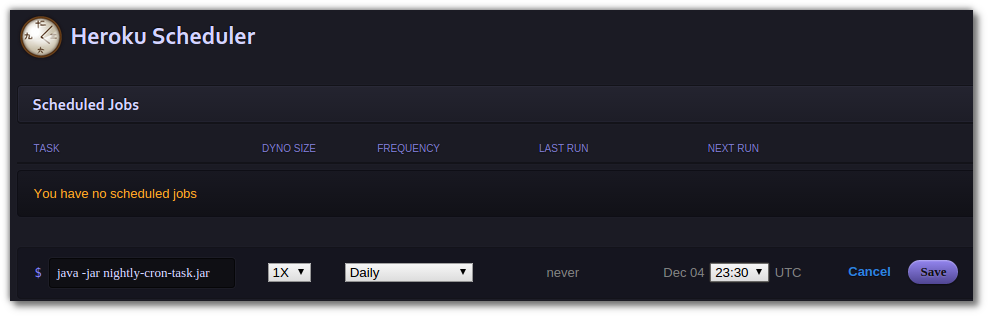 Heroku Scheduler
Scheduled Jobs
TASK DYNO SIZE FREQUENCY LAST RUN NEXT RUN
You have no scheduled jobs
$ java -jar nightly-cron-task.jar 1X Daily never Dec 04 23:30 UTC Cancel Save